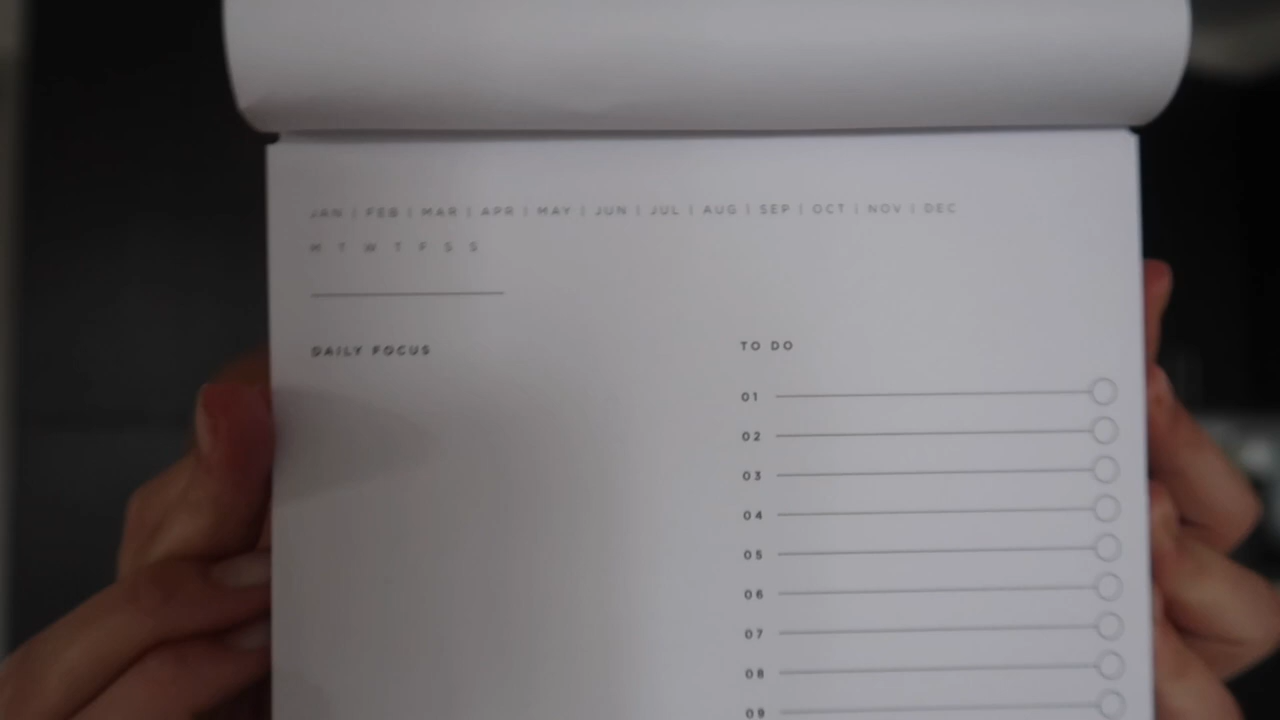 JAN | FEB | MAR | APR | MAY | JUN | JUL | AUG | SEP | OCT | NOV | DEC
M T W T F S S
DAILY FOCUS
TO DO
01
02
03
04
05
06
07
08
09